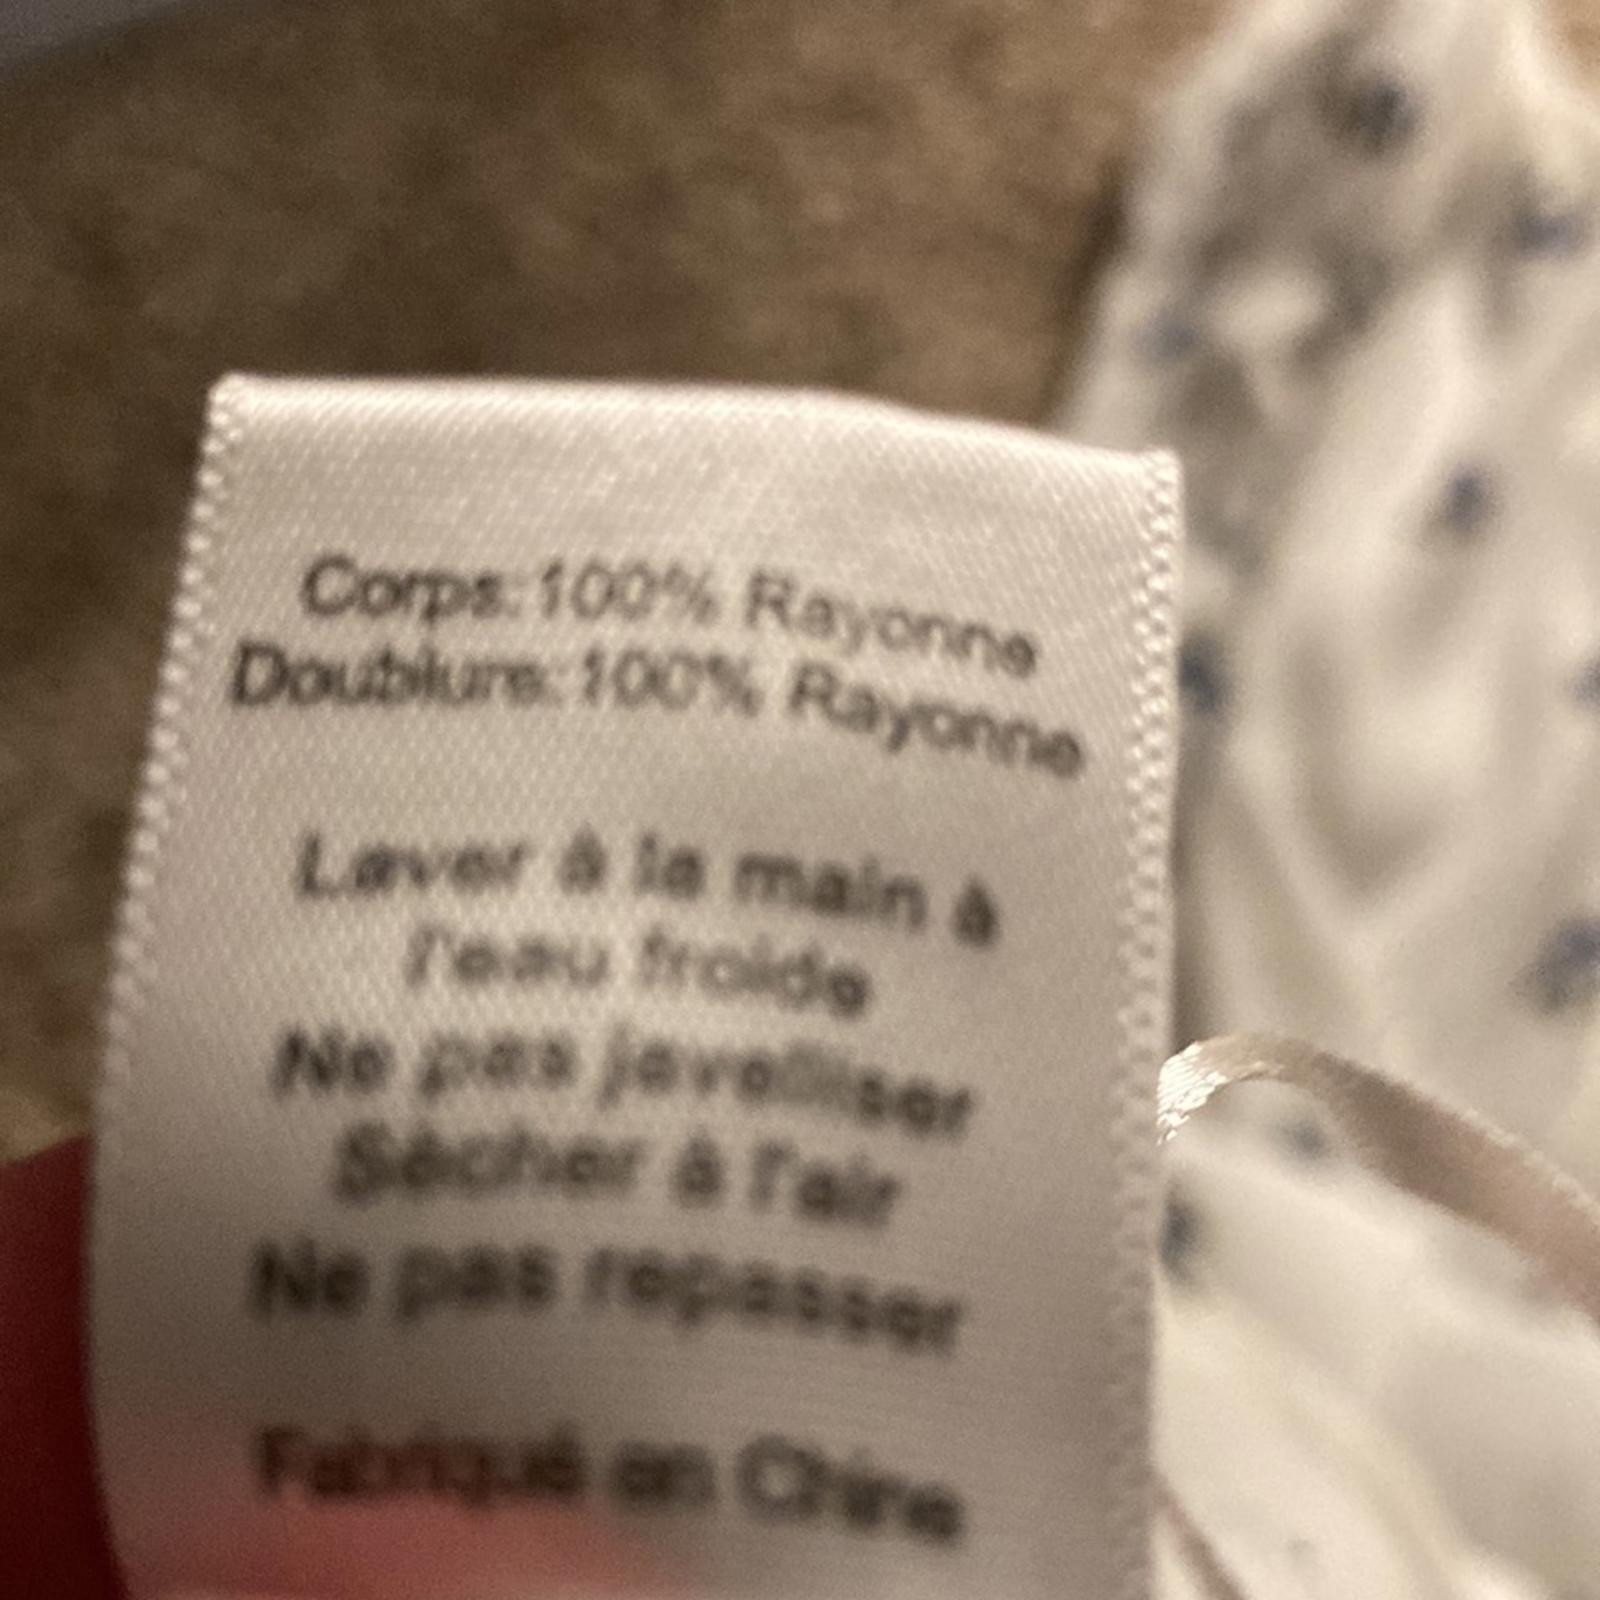 Corps:100% Rayonne
Doublure:100% Rayonne
Laver à la main à
l'eau froide
Ne pas javelliser
Sécher à l'air
Ne pas repasser
Fabriqué en Chine